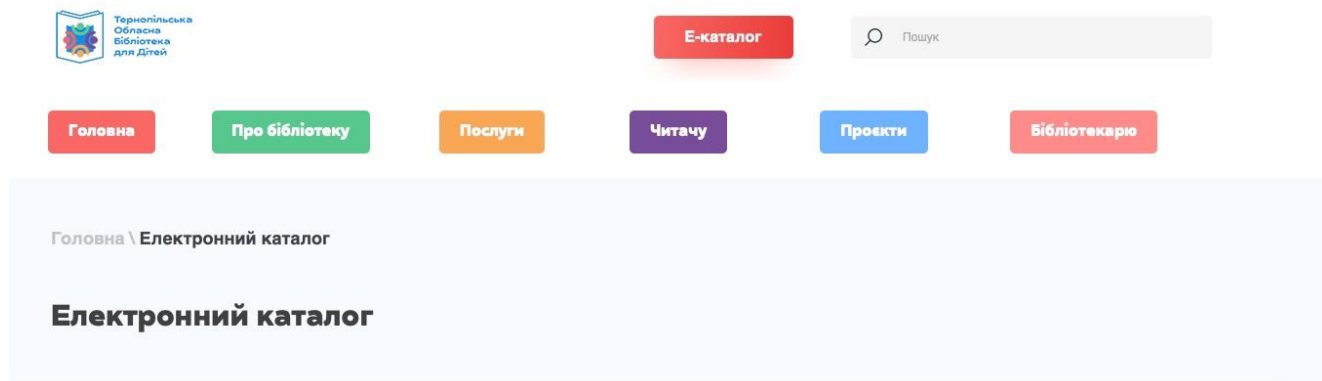 Тернопільська
Обласна
Бібліотека
для Дітей
Е-каталог
Пошук
Головна
Про бібліотеку
Послуги
Читачу
Проєкти
Бібліотекарю
Головна \ Електронний каталог
Електронний каталог